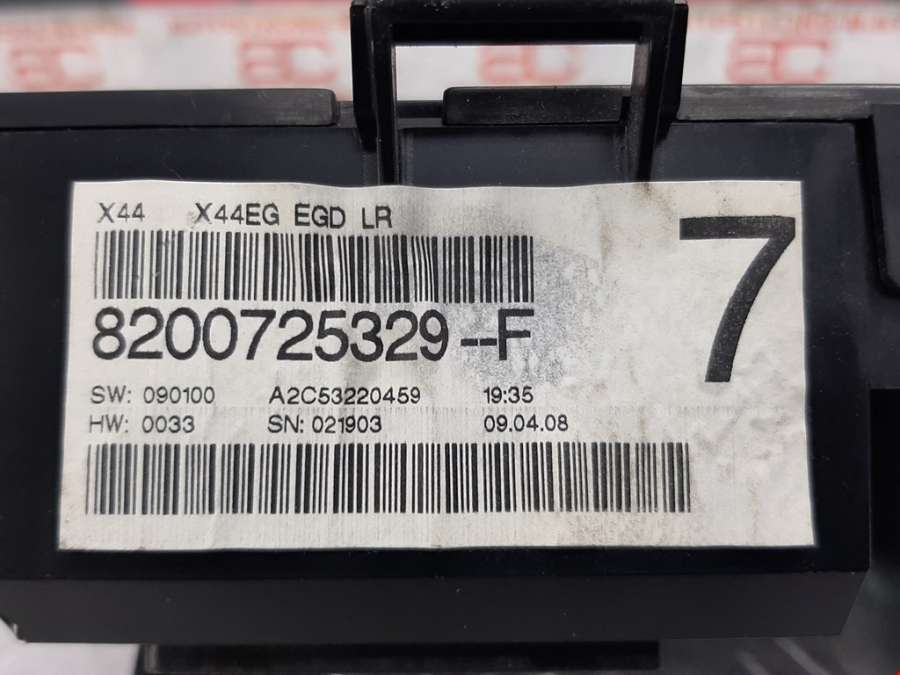 X44 X44EG EGD LR
8200725329--F
7
SW: 090100 A2C53220459 19:35
HW: 0033 SN: 021903 09.04.08